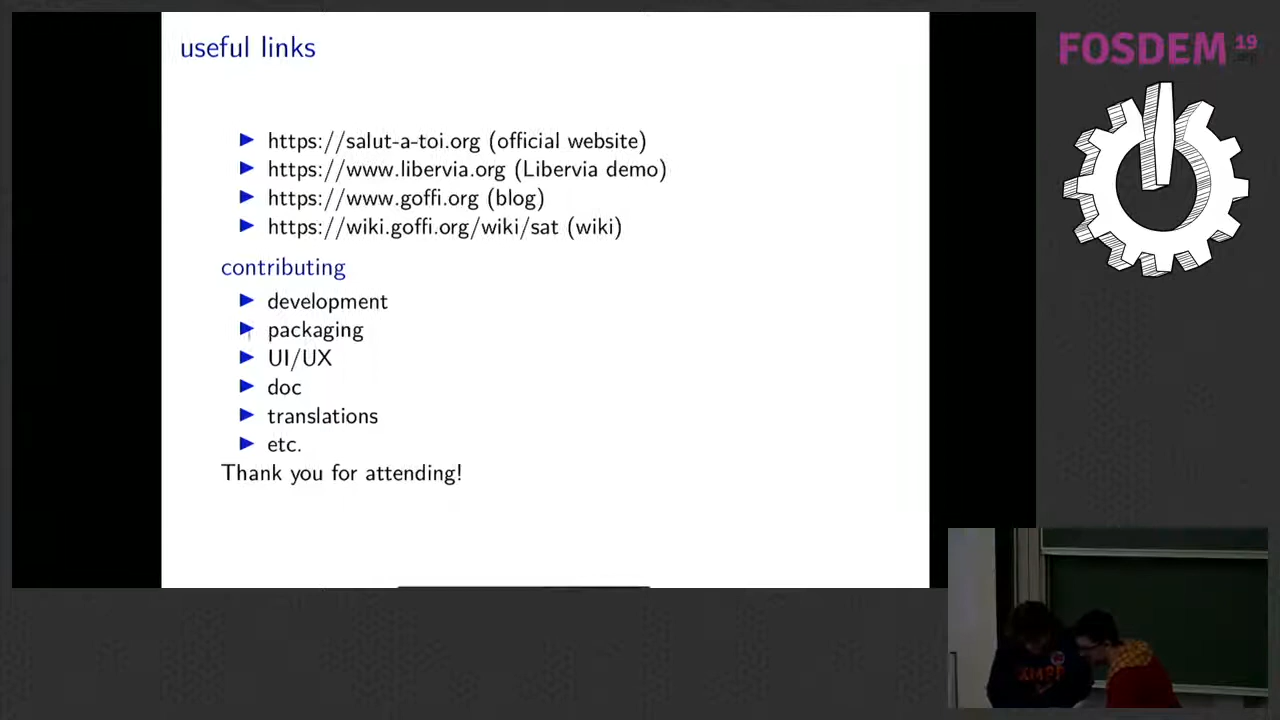 useful links
https://salut-a-toi.org (official website)
https://www.libervia.org (Libervia demo)
https://www.goffi.org (blog)
https://wiki.goffi.org/wiki/sat (wiki)
contributing
development
packaging
UI/UX
doc
translations
etc.
Thank you for attending!
FOSDEM 19
.org
XMPP